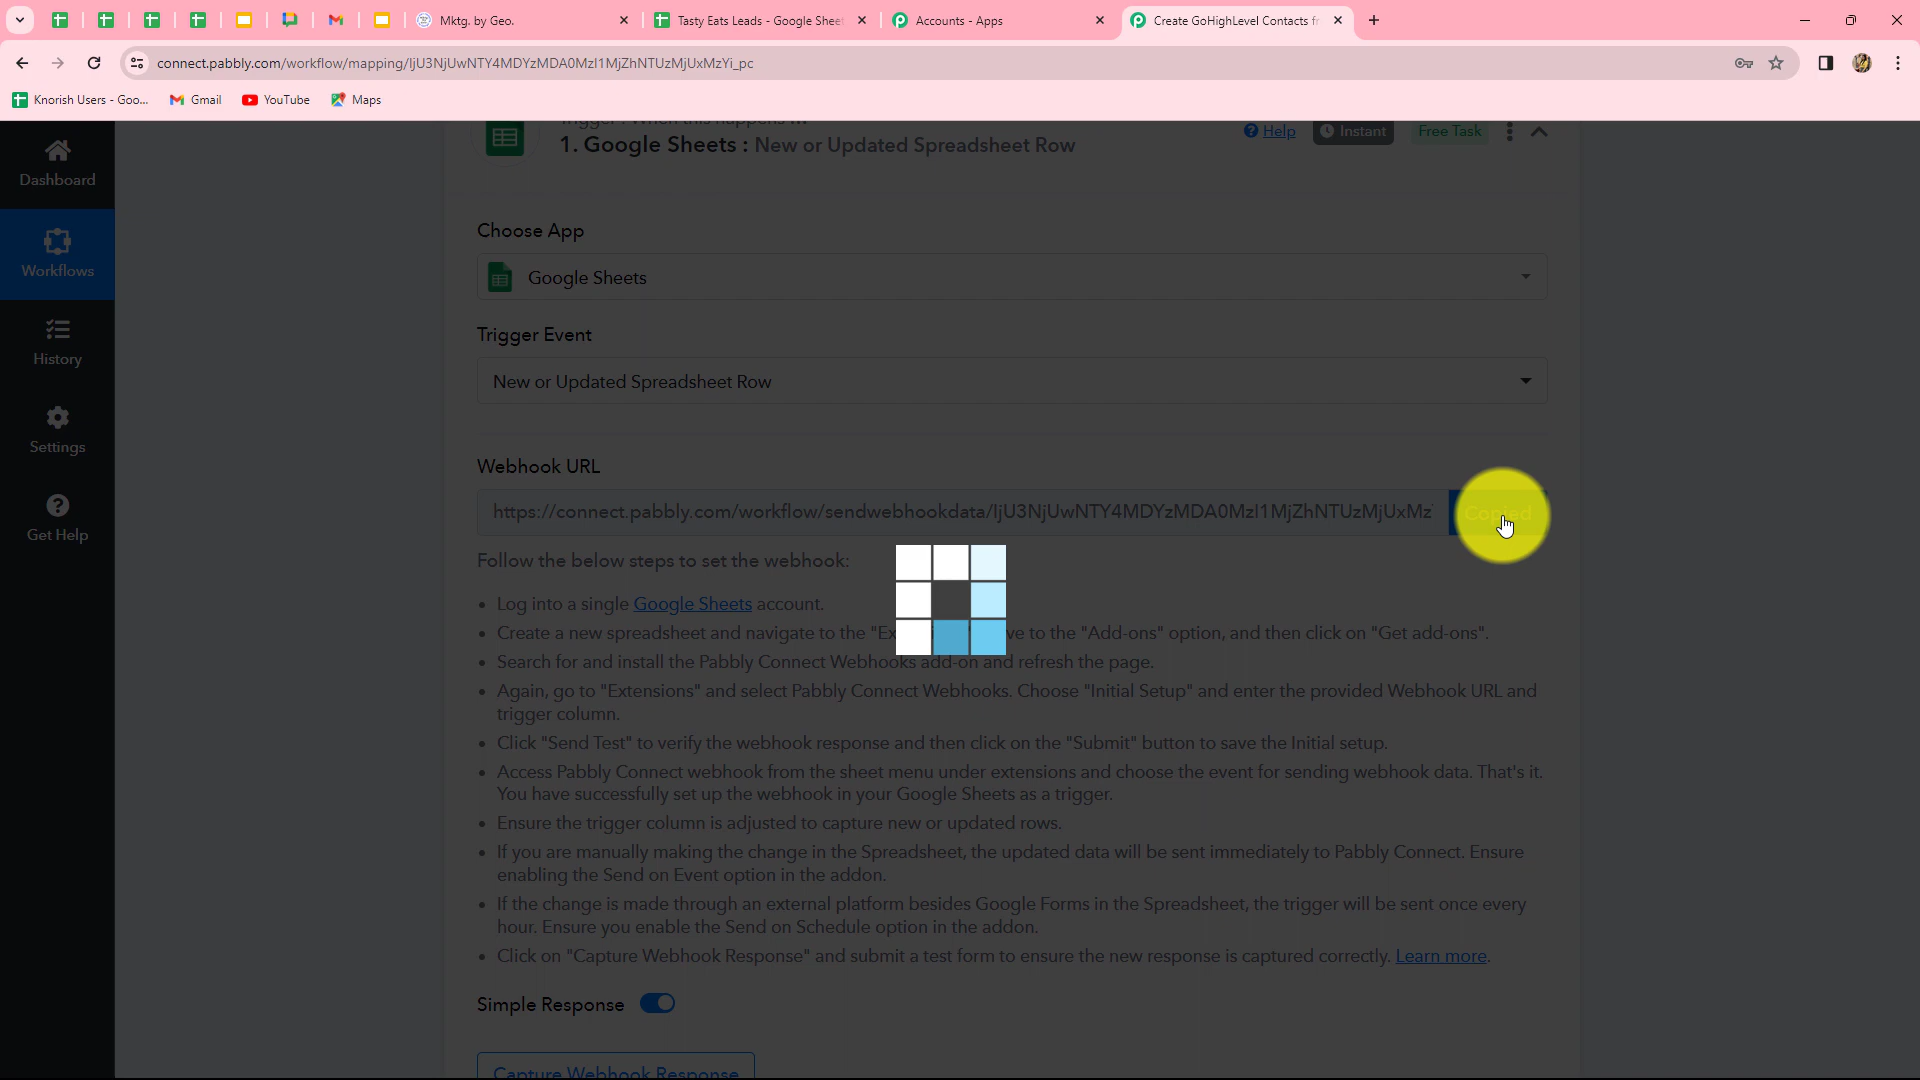 Mktg. by Geo.
Tasty Eats Leads - Google Shee
Accounts - Apps
Create GoHighLevel Contacts fr
connect.pabbly.com/workflow/mapping/IjU3NjUwNTY4MDYzMDA0MzI1MjZhNTUzMjUxMzYi_pc
Knorish Users - Goo...
Gmail
YouTube
Maps
Dashboard
Workflows
History
Settings
Get Help
Trigger : When this happens ...
1. Google Sheets : New or Updated Spreadsheet Row
Help
Instant
Free Task
Choose App
Google Sheets
Trigger Event
New or Updated Spreadsheet Row
Webhook URL
https://connect.pabbly.com/workflow/sendwebhookdata/IjU3NjUwNTY4MDYzMDA0MzI1MjZhNTUzMjUxMz
Copied
Follow the below steps to set the webhook:
• Log into a single Google Sheets account.
• Create a new spreadsheet and navigate to the "Ex ve to the "Add-ons" option, and then click on "Get add-ons".
• Search for and install the Pabbly Connect Webhooks add-on and refresh the page.
• Again, go to "Extensions" and select Pabbly Connect Webhooks. Choose "Initial Setup" and enter the provided Webhook URL and
trigger column.
• Click "Send Test" to verify the webhook response and then click on the "Submit" button to save the Initial setup.
• Access Pabbly Connect webhook from the sheet menu under extensions and choose the event for sending webhook data. That's it.
You have successfully set up the webhook in your Google Sheets as a trigger.
• Ensure the trigger column is adjusted to capture new or updated rows.
• If you are manually making the change in the Spreadsheet, the updated data will be sent immediately to Pabbly Connect. Ensure
enabling the Send on Event option in the addon.
• If the change is made through an external platform besides Google Forms in the Spreadsheet, the trigger will be sent once every
hour. Ensure you enable the Send on Schedule option in the addon.
• Click on "Capture Webhook Response" and submit a test form to ensure the new response is captured correctly. Learn more.
Simple Response
Capture Webhook Response